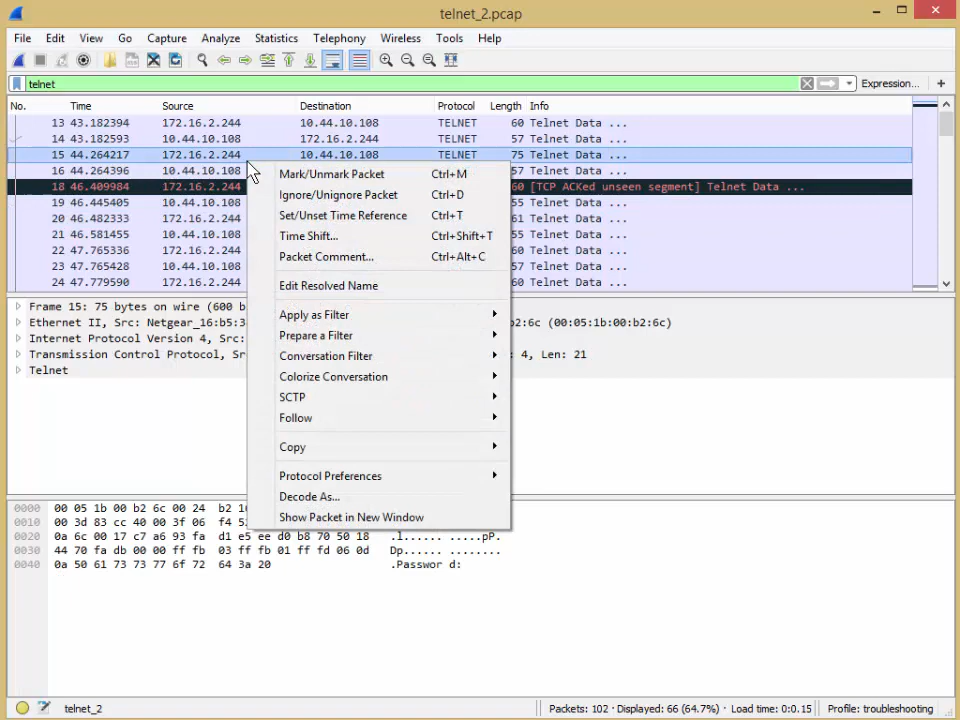 telnet_2.pcap
File Edit View Go Capture Analyze Statistics Telephony Wireless Tools Help
telnet Expression... +
No. Time Source Destination Protocol Length Info
13 43.182394 172.16.2.244 10.44.10.108 TELNET 60 Telnet Data ...
14 43.182593 10.44.10.108 172.16.2.244 TELNET 57 Telnet Data ...
15 44.264217 172.16.2.244 10.44.10.108 TELNET 75 Telnet Data ...
16 44.264396 10.44.10.108 57 Telnet Data ...
18 46.409984 172.16.2.244 60 [TCP ACKed unseen segment] Telnet Data ...
19 46.445405 10.44.10.108 55 Telnet Data ...
20 46.482333 172.16.2.244 60 Telnet Data ...
21 46.581455 10.44.10.108 57 Telnet Data ...
22 47.765336 172.16.2.244 60 Telnet Data ...
23 47.765428 10.44.10.108 57 Telnet Data ...
24 47.779590 172.16.2.244 60 Telnet Data ...
Mark/Unmark Packet Ctrl+M
Ignore/Unignore Packet Ctrl+D
Set/Unset Time Reference Ctrl+T
Time Shift... Ctrl+Shift+T
Packet Comment... Ctrl+Alt+C
Edit Resolved Name
Apply as Filter
Prepare a Filter
Conversation Filter
Colorize Conversation
SCTP
Follow
Copy
Protocol Preferences
Decode As...
Show Packet in New Window
Frame 15: 75 bytes on wire (600 b
Ethernet II, Src: Netgear_16:b5:3 b2:6c (00:05:1b:00:b2:6c)
Internet Protocol Version 4, Src:
Transmission Control Protocol, Sr : 4, Len: 21
Telnet
0000 00 05 1b 00 b2 6c 00 24 b2 1
0010 00 3d 83 cc 40 00 3f 06 f4 5
0020 0a 6c 00 17 c7 a6 93 fa d1 e5 ee d0 b8 70 50 18 .l...... .....pP.
0030 44 70 fa db 00 00 ff fb 03 ff fb 01 ff fd 06 0d Dp...... ........
0040 0a 50 61 73 73 77 6f 72 64 3a 20 .Passwor d:
telnet_2 Packets: 102 · Displayed: 66 (64.7%) · Load time: 0:0.15 Profile: troubleshooting